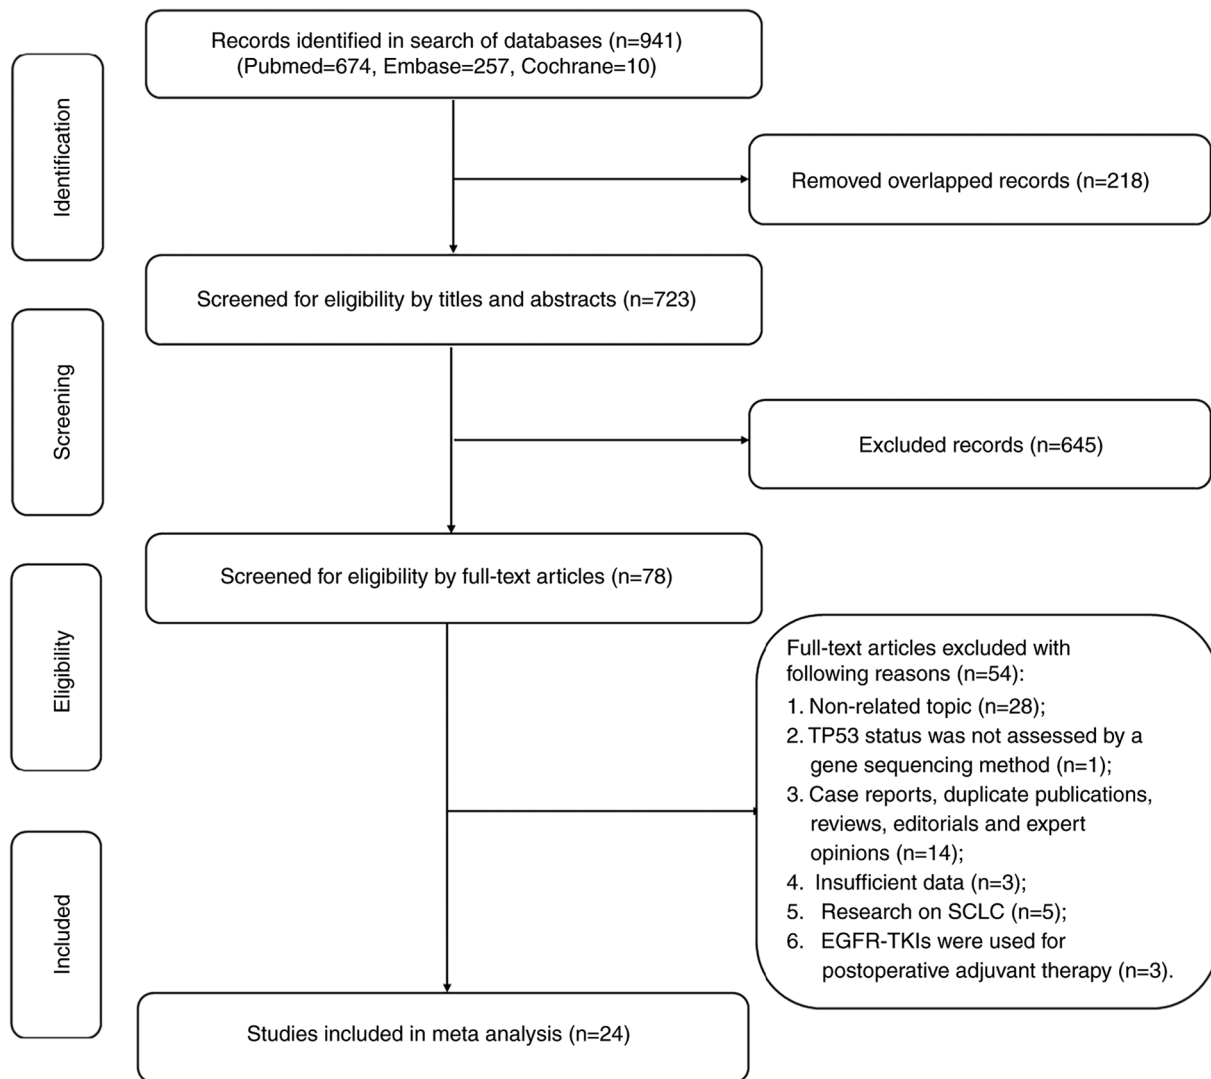 Records identified in search of databases (n=941)
(Pubmed=674, Embase=257, Cochrane=10)
Identification
Removed overlapped records (n=218)
Screened for eligibility by titles and abstracts (n=723)
Screening
Excluded records (n=645)
Screened for eligibility by full-text articles (n=78)
Eligibility
Full-text articles excluded with
following reasons (n=54):
1. Non-related topic (n=28);
2. TP53 status was not assessed by a
gene sequencing method (n=1);
3. Case reports, duplicate publications,
reviews, editorials and expert
opinions (n=14);
4. Insufficient data (n=3);
5. Research on SCLC (n=5);
6. EGFR-TKIs were used for
postoperative adjuvant therapy (n=3).
Included
Studies included in meta analysis (n=24)